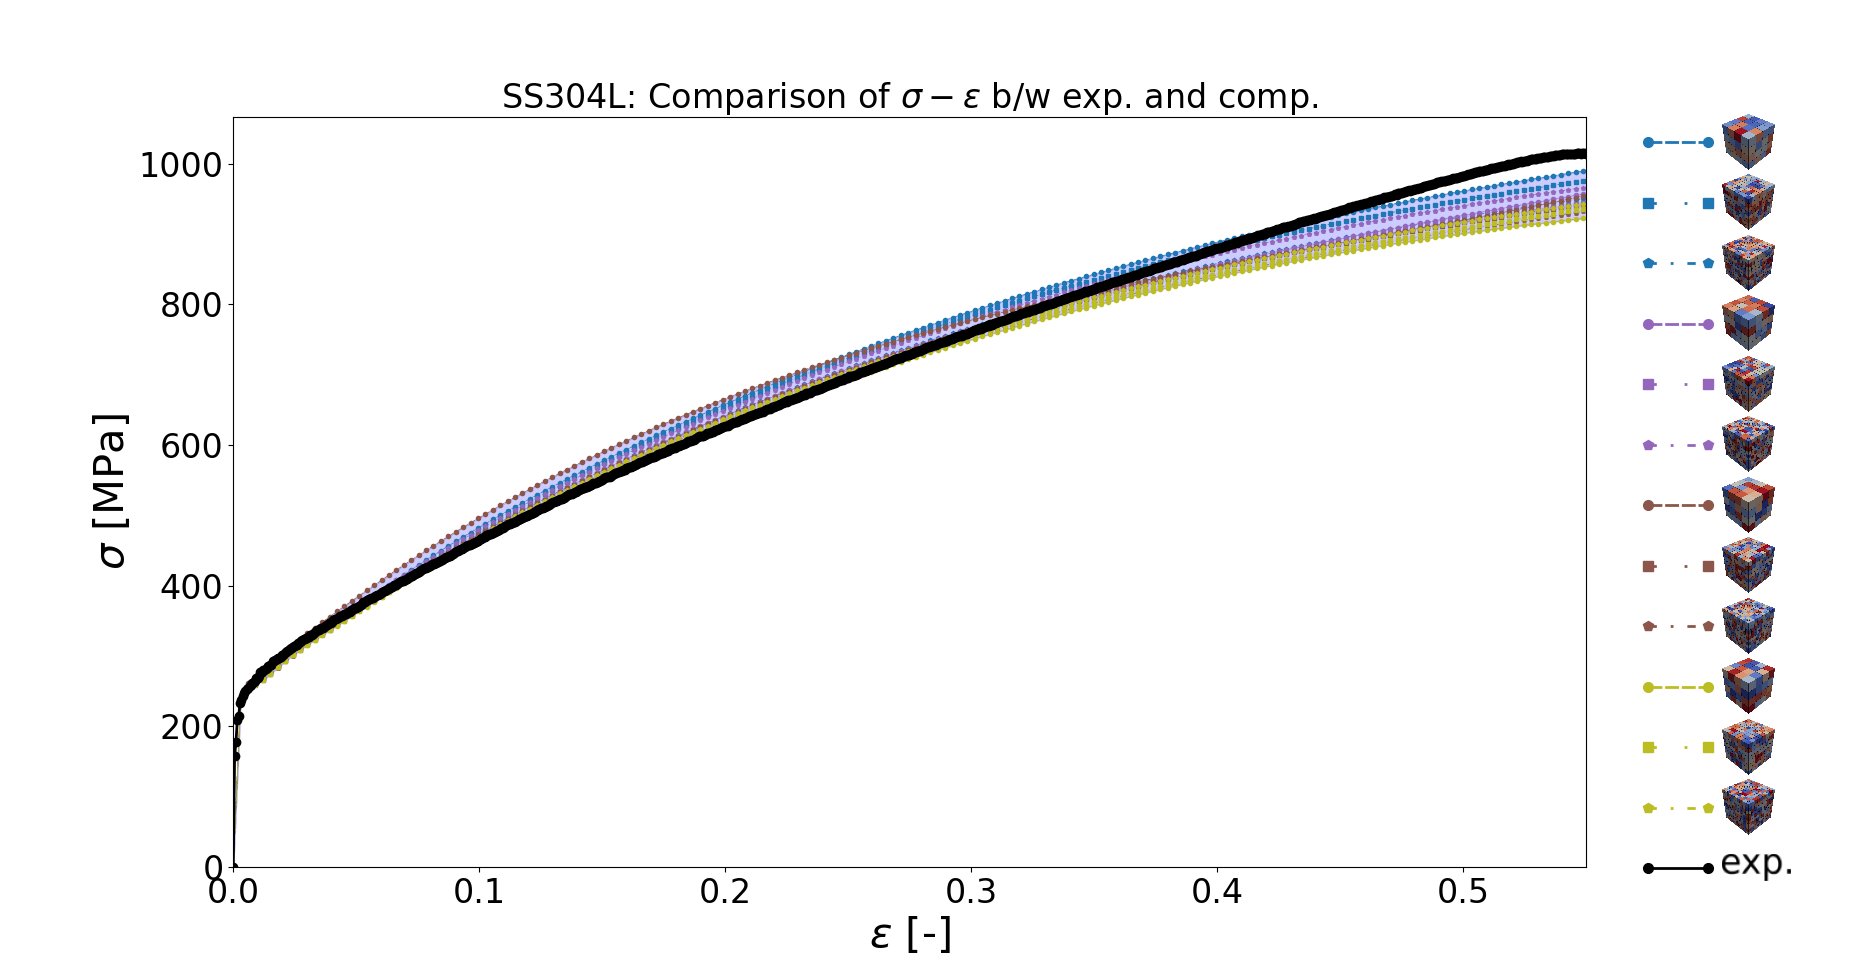 SS304L: Comparison of σ − ε b/w exp. and comp.
1000
800
600
400
200
0
σ [MPa]
0.0 0.1 0.2 0.3 0.4 0.5
ε [-]
exp.